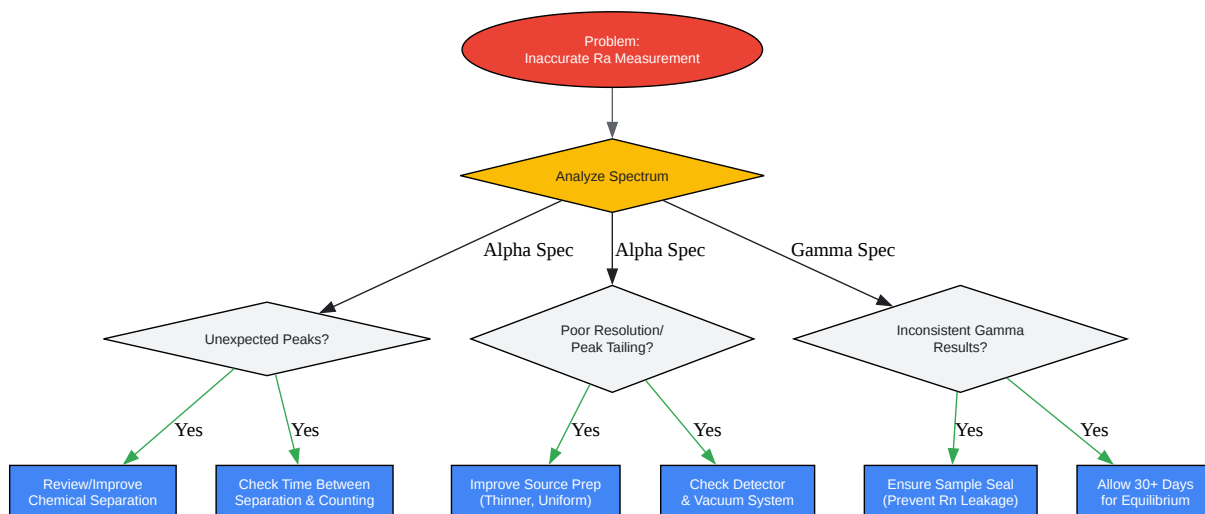 Problem:
Inaccurate Ra Measurement
Analyze Spectrum
Alpha Spec
Alpha Spec
Gamma Spec
Unexpected Peaks?
Poor Resolution/
Peak Tailing?
Inconsistent Gamma
Results?
Yes
Yes
Yes
Yes
Yes
Yes
Review/Improve
Chemical Separation
Check Time Between
Separation & Counting
Improve Source Prep
(Thinner, Uniform)
Check Detector
& Vacuum System
Ensure Sample Seal
(Prevent Rn Leakage)
Allow 30+ Days
for Equilibrium